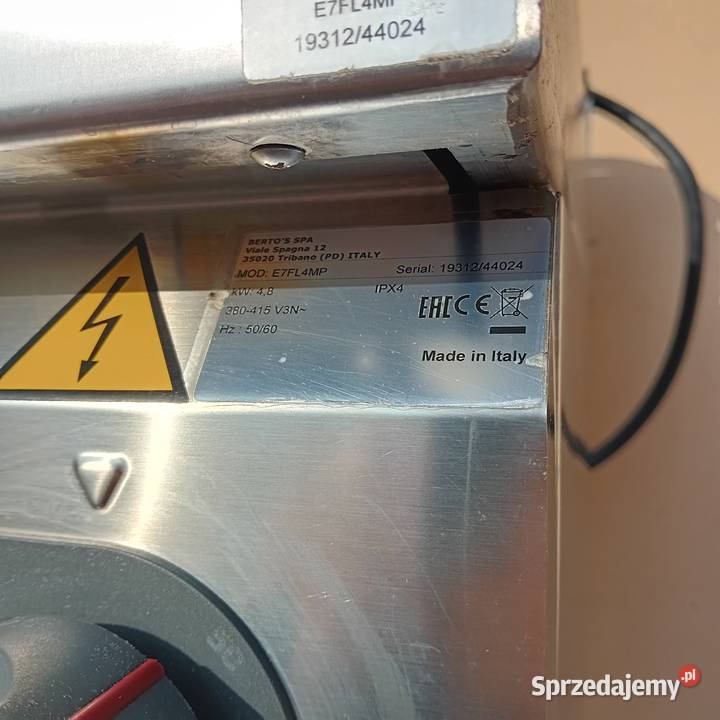 E7FL4MP
19312/44024
BERTO'S SPA
Viale Spagna 12
35020 Tribano (PD) ITALY
MOD: E7FL4MP Serial: 19312/44024
kW: 4,8 IPX4
380-415 V3N~
Hz : 50/60
EAC CE
Made in Italy
Sprzedajemy.pl